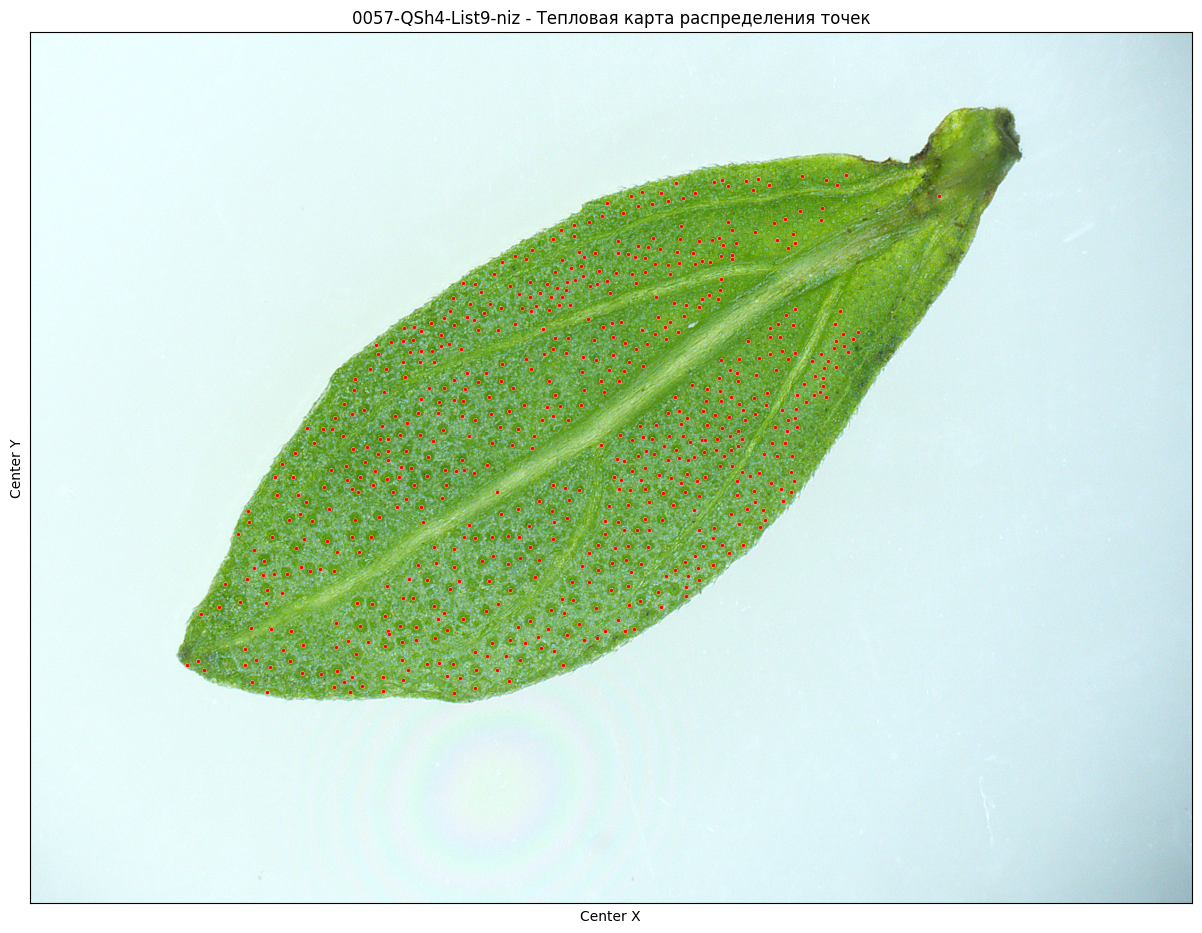 0057-QSh4-List9-niz - Тепловая карта распределения точек
Center Y
Center X